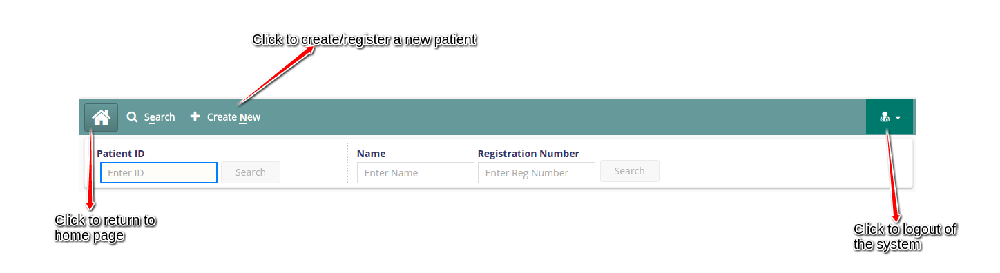 Click to create/register a new patient
Search
Create New
Patient ID
Name
Registration Number
Enter ID
Search
Enter Name
Enter Reg Number
Search
Click to return to
home page
Click to logout of
the system